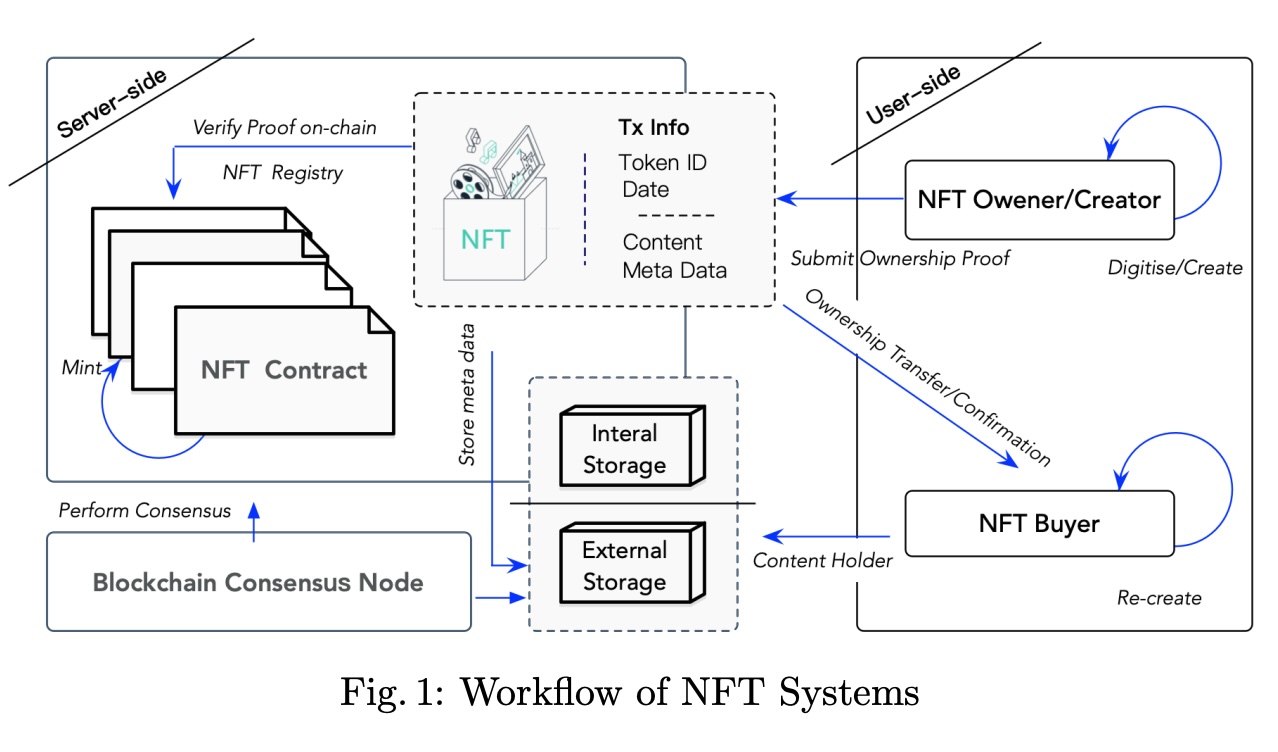 Server-side
User-side
Verify Proof on-chain
NFT Registry
NFT
Tx Info
Token ID
Date
Content
Meta Data
NFT Owener/Creator
Submit Ownership Proof
Digitise/Create
Ownership Transfer/Confirmation
Mint
NFT Contract
Store meta data
Interal
Storage
External
Storage
Perform Consensus
Blockchain Consensus Node
NFT Buyer
Content Holder
Re-create
Fig. 1: Workflow of NFT Systems